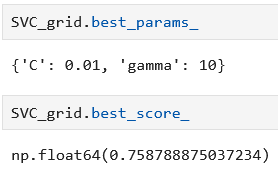 SVC_grid.best_params_
{'C': 0.01, 'gamma': 10}
SVC_grid.best_score_
np.float64(0.758788875037234)